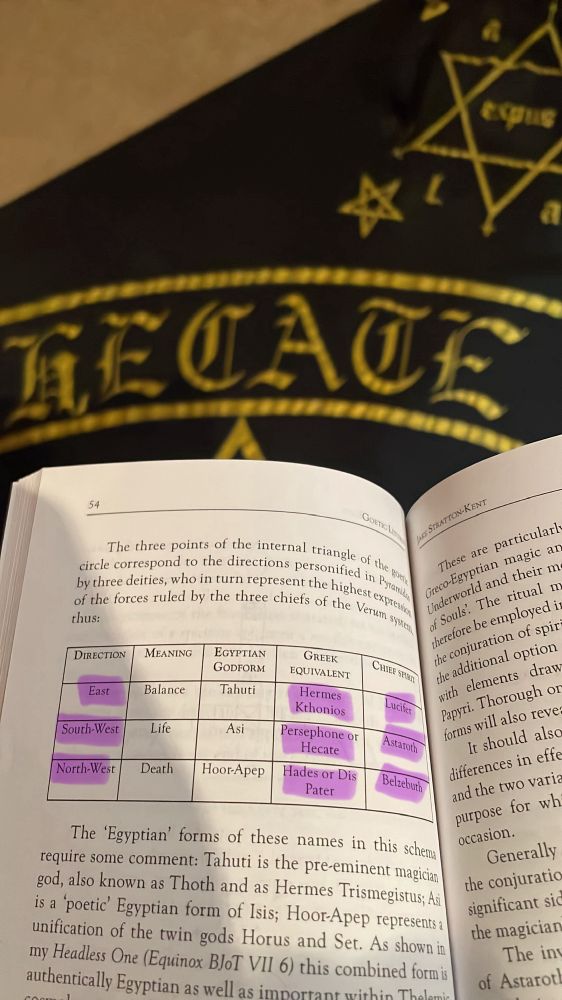 a
expus
l
a
HECATE
54
GOETIC
The three points of the internal triangle of the
circle correspond to the directions personified in Pyramidos
by three deities, who in turn represent the highest expression
of the forces ruled by the three chiefs of the Verum system,
thus:
DIRECTION MEANING EGYPTIAN GODFORM GREEK EQUIVALENT CHIEF SPIRIT
East Balance Tahuti Hermes Kthonios Lucifer
South-West Life Asi Persephone or Hecate Astaroth
North-West Death Hoor-Apep Hades or Dis Pater Belzebuth
The 'Egyptian' forms of these names in this schema
require some comment: Tahuti is the pre-eminent magician
god, also known as Thoth and as Hermes Trismegistus; Asi
is a 'poetic' Egyptian form of Isis; Hoor-Apep represents a
unification of the twin gods Horus and Set. As shown in
my Headless One (Equinox BJoT VII 6) this combined form is
authentically Egyptian as well as important within Thelemic
JAKE STRATTON-KENT
These are particularly
Greco-Egyptian magic an
Underworld and their
of Souls'. The ritual m
therefore be employed in
the conjuration of spiri
the additional option
with elements draw
Papyri. Thorough
forms will also revea
It should also
differences in effe
and the two varia
purpose for wh
occasion.
Generally
the conjuratio
significant sid
the magician
The inv
of Astaroth